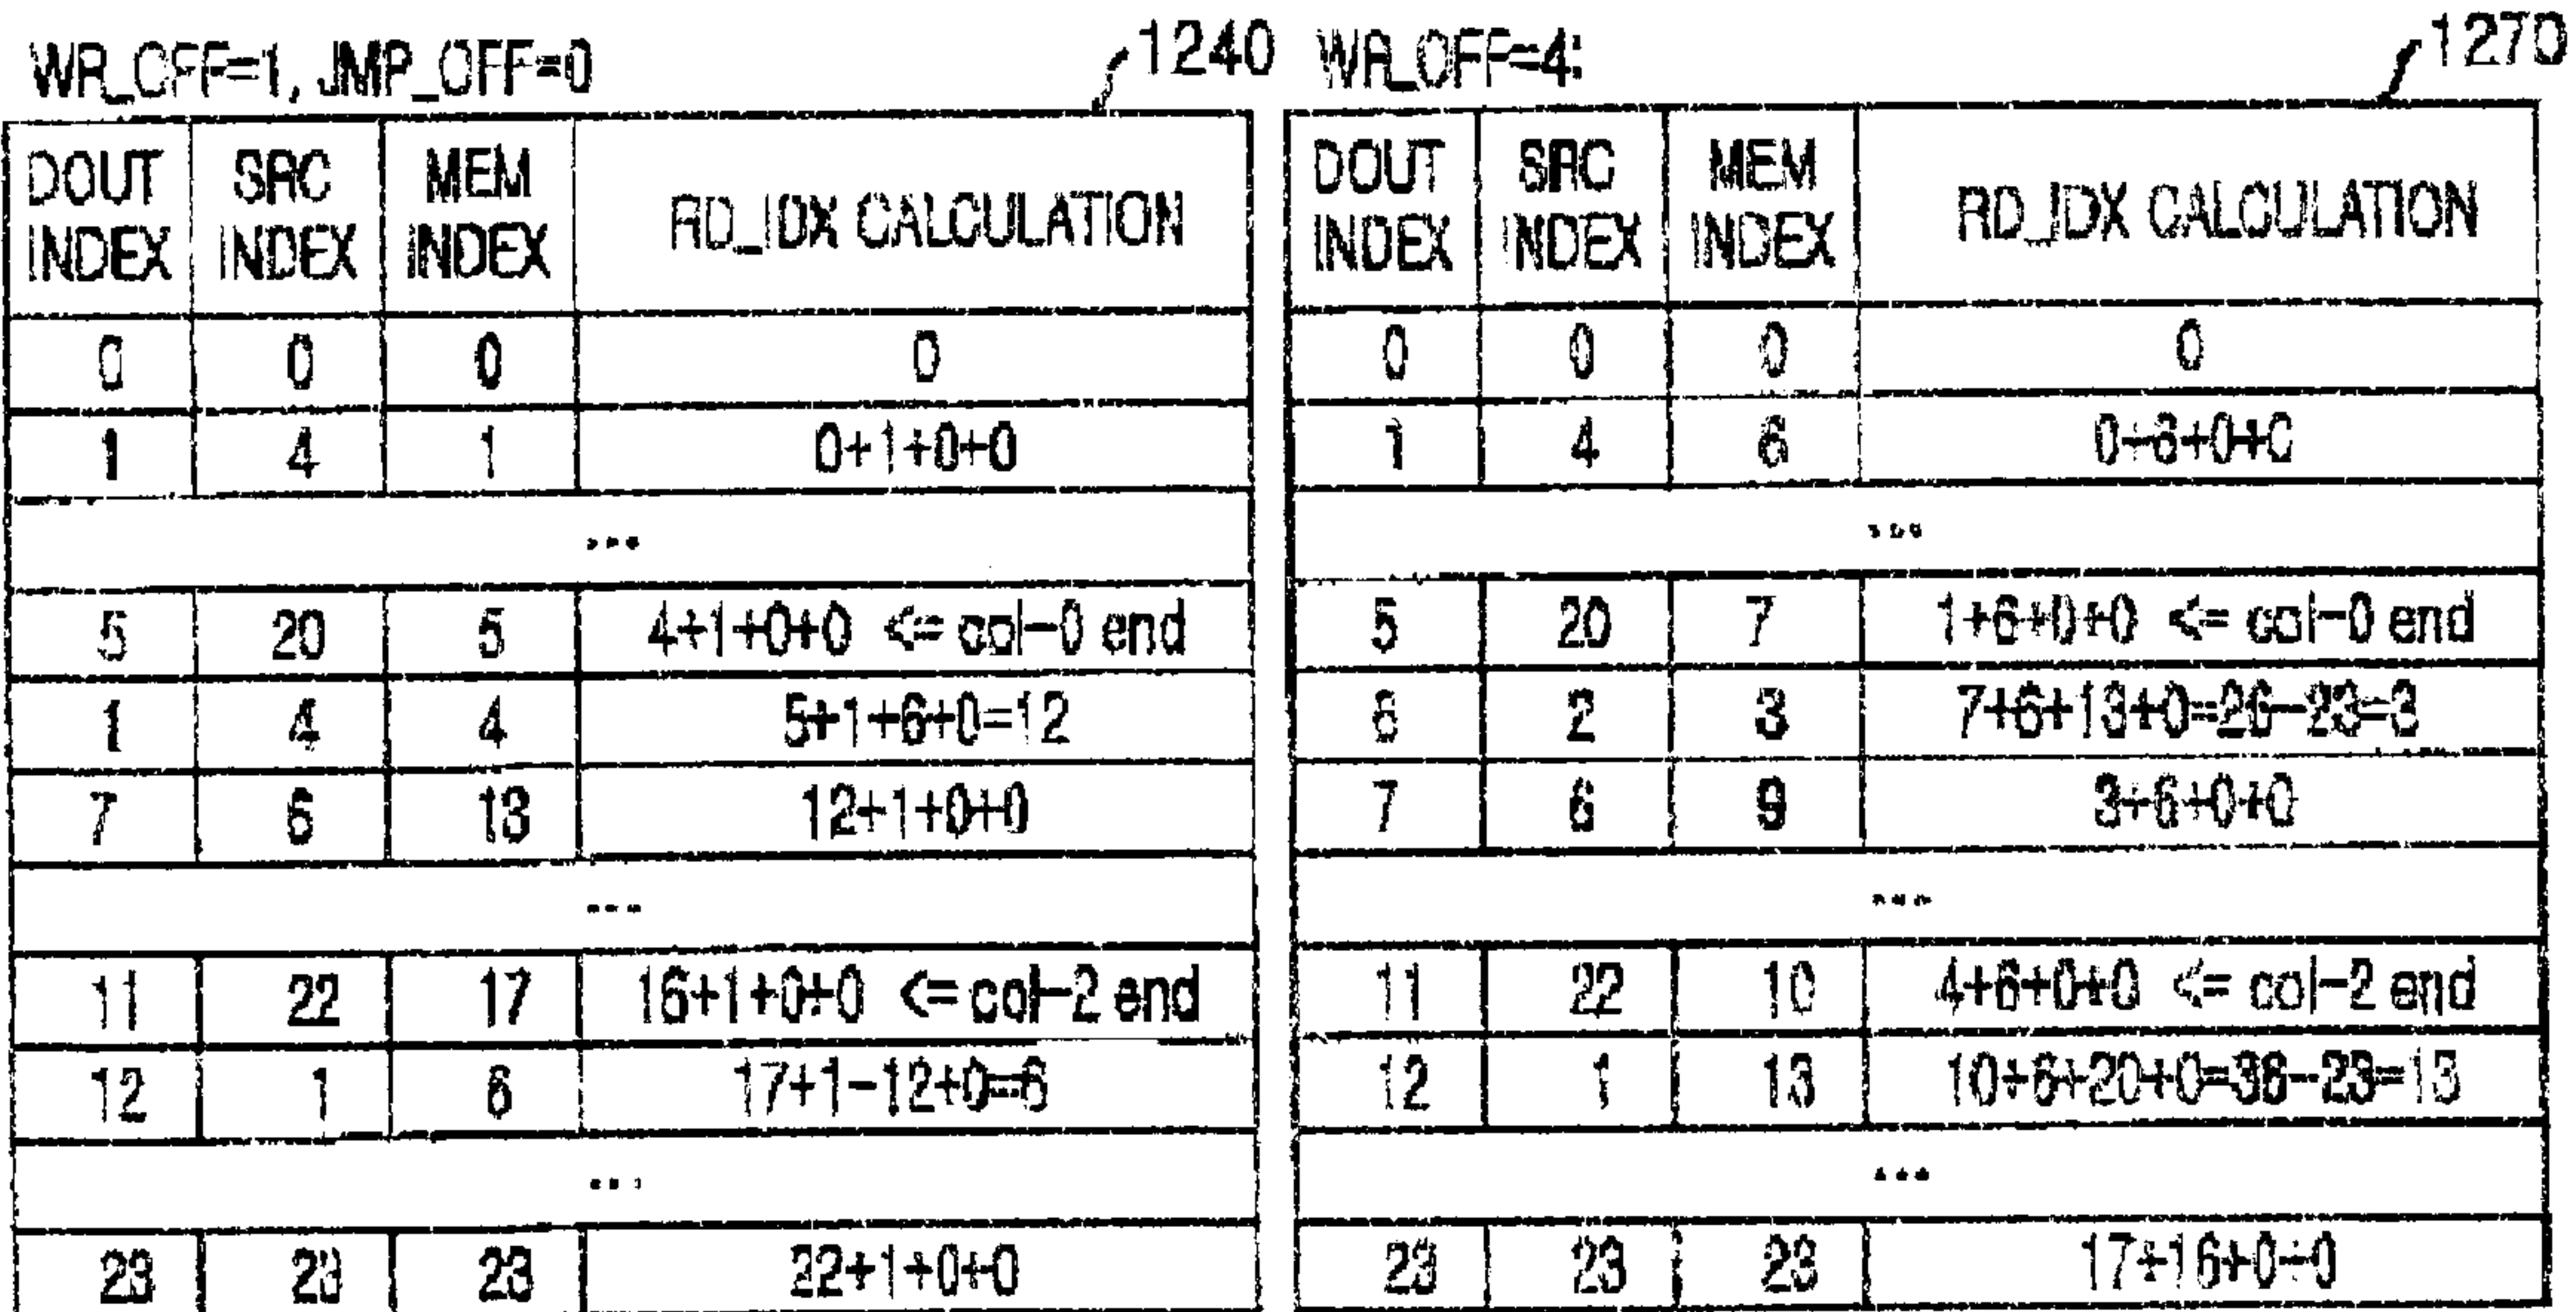 WR_OFF=1, JMP_OFF=0
1240
DOUT INDEX SRC INDEX MEM INDEX RD_IDX CALCULATION
0 0 0 0
1 4 1 0+1+0+0
...
5 20 5 4+1+0+0 <= col-0 end
1 4 4 5+1+6+0=12
7 6 13 12+1+0+0
...
11 22 17 16+1+0+0 <= col-2 end
12 1 6 17+1-12+0=6
...
23 23 23 22+1+0+0
WR_OFF=4:
1270
DOUT INDEX SRC INDEX MEM INDEX RD_IDX CALCULATION
0 0 0 0
1 4 6 0+6+0+0
...
5 20 7 1+6+0+0 <= col-0 end
6 2 3 7+6+13+0=26-23=3
7 6 9 3+6+0+0
...
11 22 10 4+6+0+0 <= col-2 end
12 1 13 10+6+20+0=36-23=13
...
23 23 23 17+16+0+0